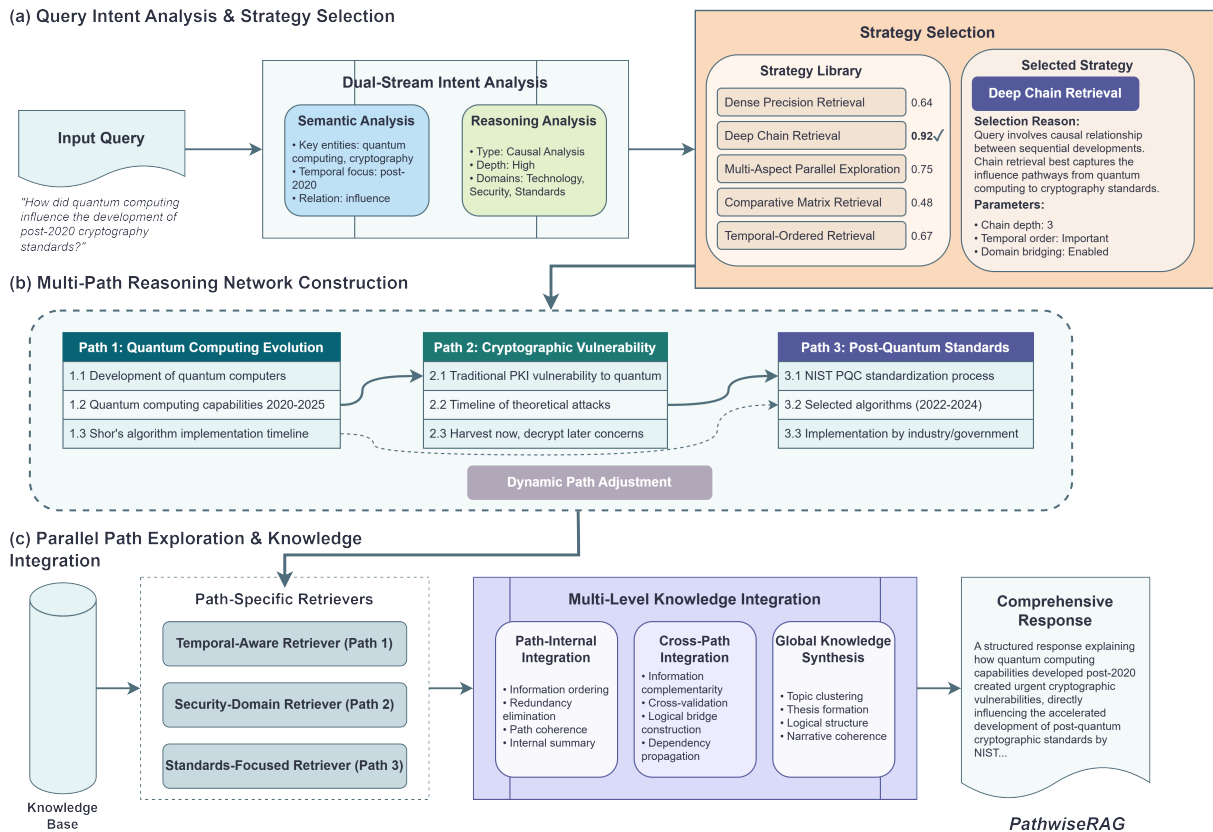 (a) Query Intent Analysis & Strategy Selection
Input Query
"How did quantum computing
influence the development of
post-2020 cryptography
standards?"
Dual-Stream Intent Analysis
Semantic Analysis
• Key entities: quantum
computing, cryptography
• Temporal focus: post-
2020
• Relation: influence
Reasoning Analysis
• Type: Causal Analysis
• Depth: High
• Domains: Technology,
Security, Standards
Strategy Selection
Strategy Library
Dense Precision Retrieval 0.64
Deep Chain Retrieval 0.92✓
Multi-Aspect Parallel Exploration 0.75
Comparative Matrix Retrieval 0.48
Temporal-Ordered Retrieval 0.67
Selected Strategy
Deep Chain Retrieval
Selection Reason:
Query involves causal relationship
between sequential developments.
Chain retrieval best captures the
influence pathways from quantum
computing to cryptography standards.
Parameters:
• Chain depth: 3
• Temporal order: Important
• Domain bridging: Enabled
(b) Multi-Path Reasoning Network Construction
Path 1: Quantum Computing Evolution
1.1 Development of quantum computers
1.2 Quantum computing capabilities 2020-2025
1.3 Shor's algorithm implementation timeline
Path 2: Cryptographic Vulnerability
2.1 Traditional PKI vulnerability to quantum
2.2 Timeline of theoretical attacks
2.3 Harvest now, decrypt later concerns
Path 3: Post-Quantum Standards
3.1 NIST PQC standardization process
3.2 Selected algorithms (2022-2024)
3.3 Implementation by industry/government
Dynamic Path Adjustment
(c) Parallel Path Exploration & Knowledge
Integration
Knowledge
Base
Path-Specific Retrievers
Temporal-Aware Retriever (Path 1)
Security-Domain Retriever (Path 2)
Standards-Focused Retriever (Path 3)
Multi-Level Knowledge Integration
Path-Internal
Integration
• Information ordering
• Redundancy
elimination
• Path coherence
• Internal summary
Cross-Path
Integration
• Information
complementarity
• Cross-validation
• Logical bridge
construction
• Dependency
propagation
Global Knowledge
Synthesis
• Topic clustering
• Thesis formation
• Logical structure
• Narrative coherence
Comprehensive
Response
A structured response explaining
how quantum computing
capabilities developed post-2020
created urgent cryptographic
vulnerabilities, directly
influencing the accelerated
development of post-quantum
cryptographic standards by
NIST...
PathwiseRAG